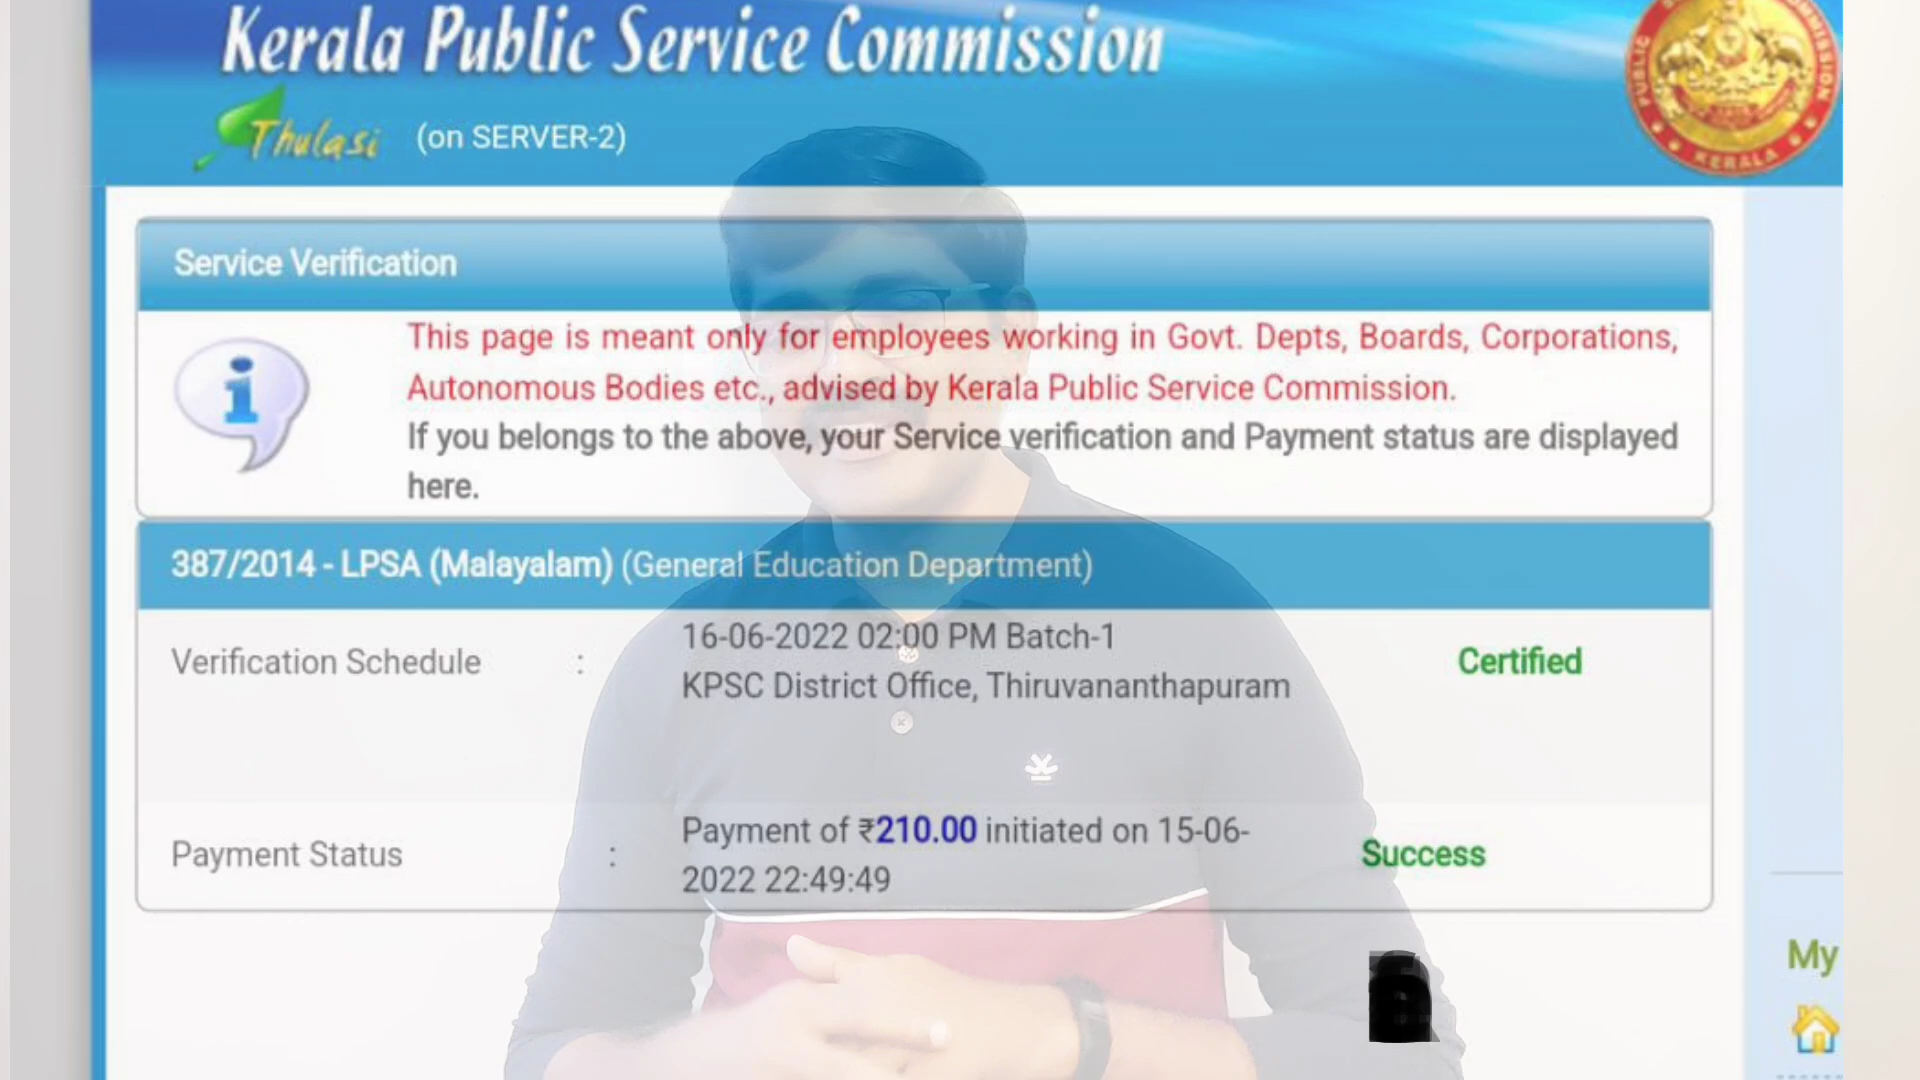 Kerala Public Service Commission
Thulasi (on SERVER-2)
PUBLIC COMMISSION KERALA
Service Verification
This page is meant only for employees working in Govt. Depts, Boards, Corporations,
Autonomous Bodies etc., advised by Kerala Public Service Commission.
If you belongs to the above, your Service verification and Payment status are displayed
here.
387/2014 - LPSA (Malayalam) (General Education Department)
Verification Schedule : 16-06-2022 02:00 PM Batch-1 Certified
KPSC District Office, Thiruvananthapuram
Payment Status : Payment of ₹210.00 initiated on 15-06-
2022 22:49:49 Success
My